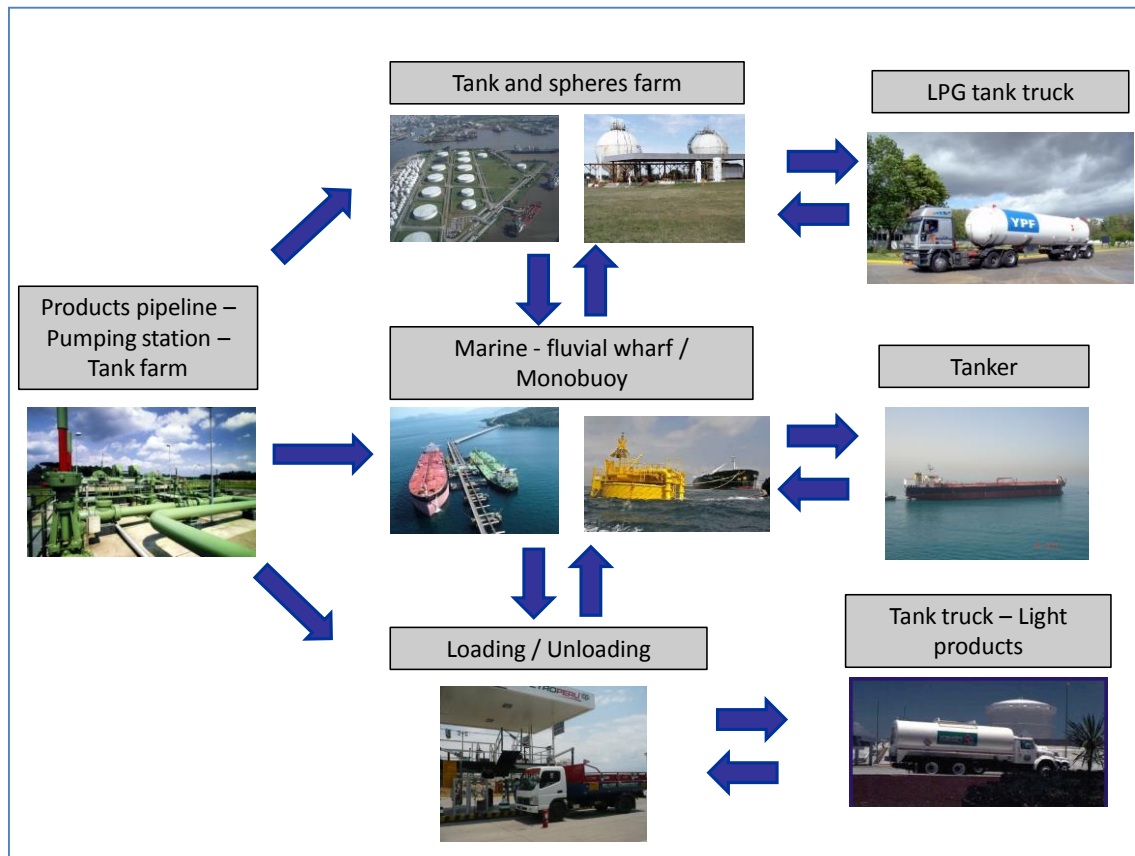 Tank and spheres farm
LPG tank truck
YPF
Products pipeline –
Pumping station –
Tank farm
Marine - fluvial wharf /
Monobuoy
Tanker
Loading / Unloading
Tank truck – Light
products